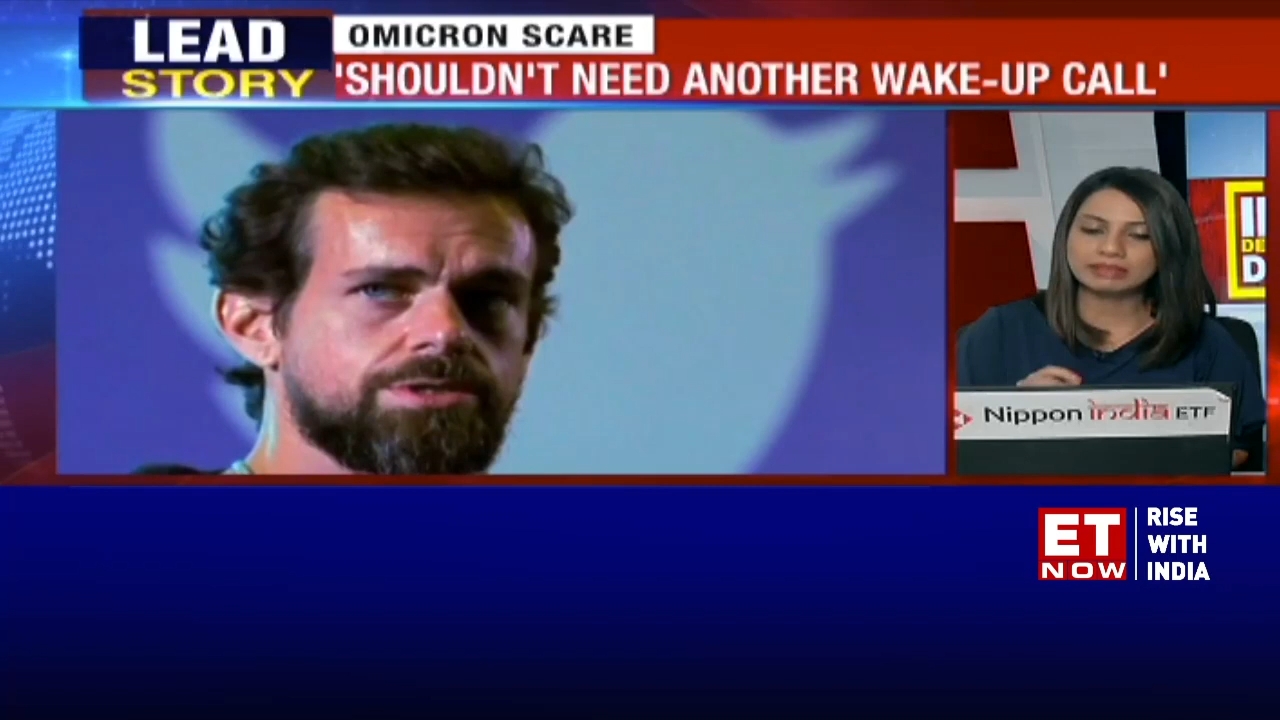 LEAD
STORY
OMICRON SCARE
'SHOULDN'T NEED ANOTHER WAKE-UP CALL'
Nippon india ETF
ET
NOW
RISE
WITH
INDIA